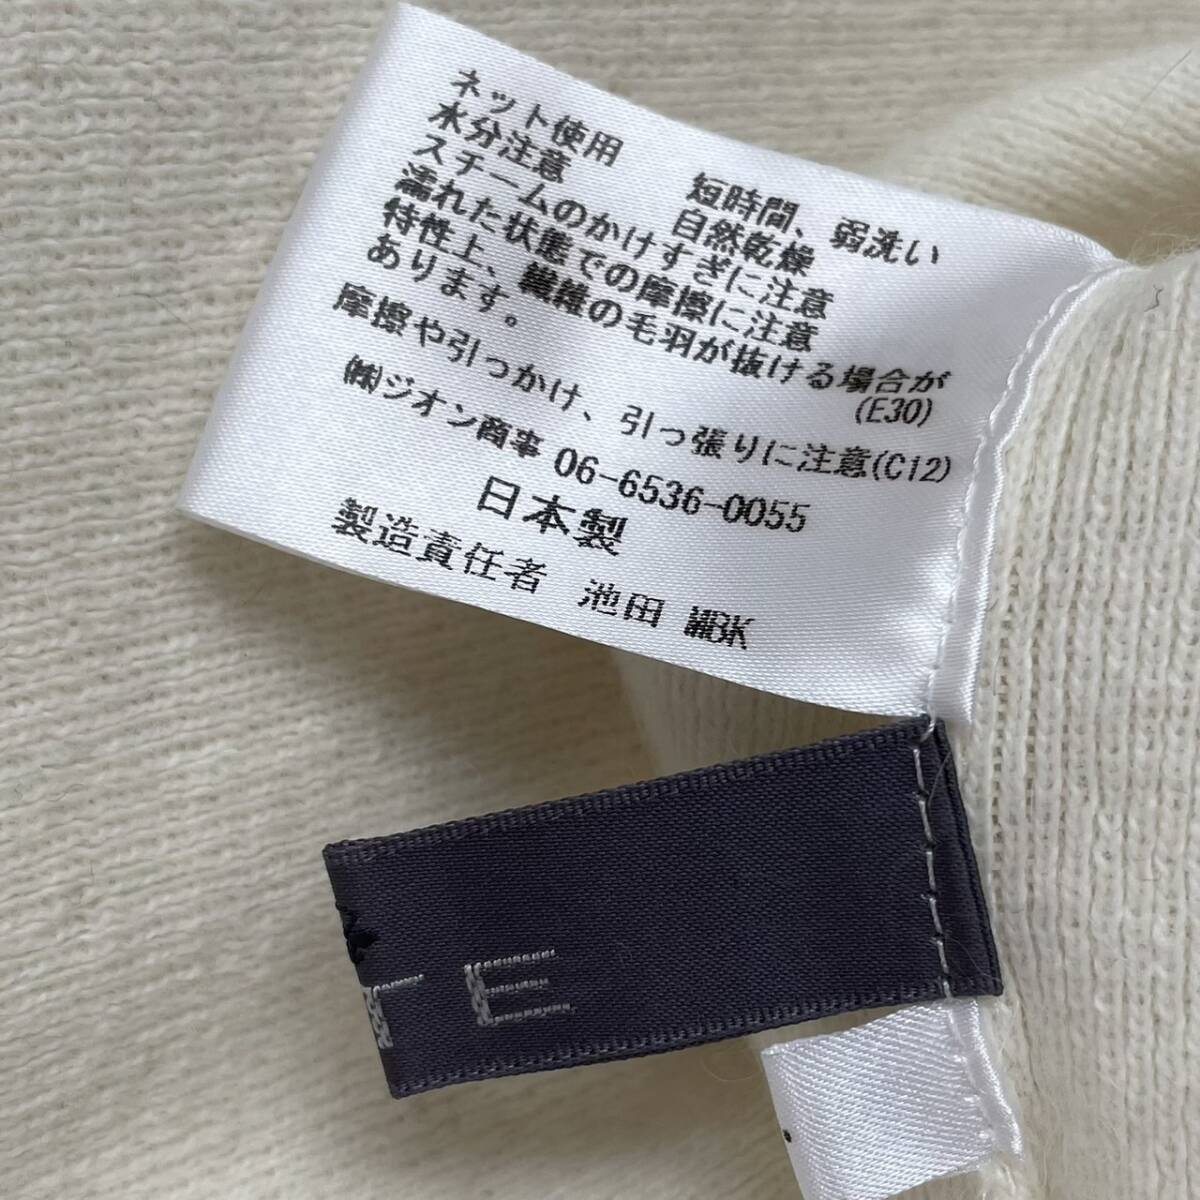 ネット使用 短時間、弱洗い
水分注意 自然乾燥
スチームのかけすぎに注意
濡れた状態での摩擦に注意
特性上、繊維の毛羽が抜ける場合が
あります。 (E30)
摩擦や引っかけ、引っ張りに注意(C12)
㈱ジオン商事 06-6536-0055
日本製
製造責任者 池田
TE